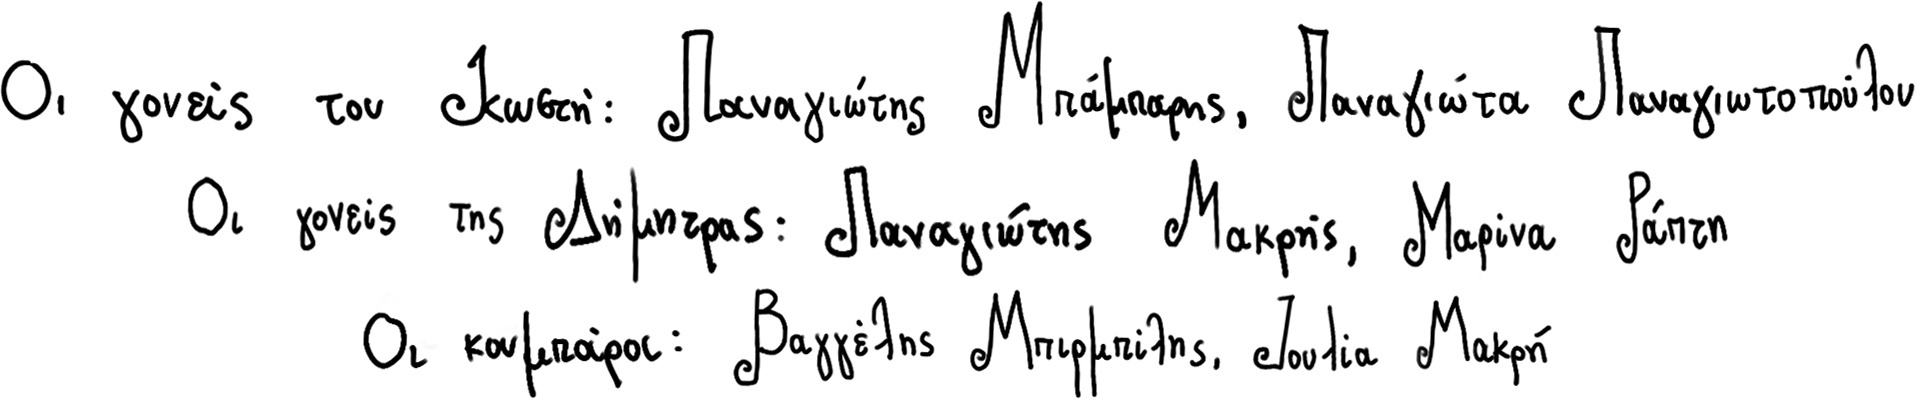 Οι γονείς του Κωστή: Παναγιώτης Μπάμπαρης, Παναγιώτα Παναγιωτοπούλου
Οι γονείς της Δήμητρας: Παναγιώτης Μακρής, Μαρίνα Ράπτη
Οι κουμπάροι: Βαγγέλης Μπιρμπίλης, Ιουλία Μακρή